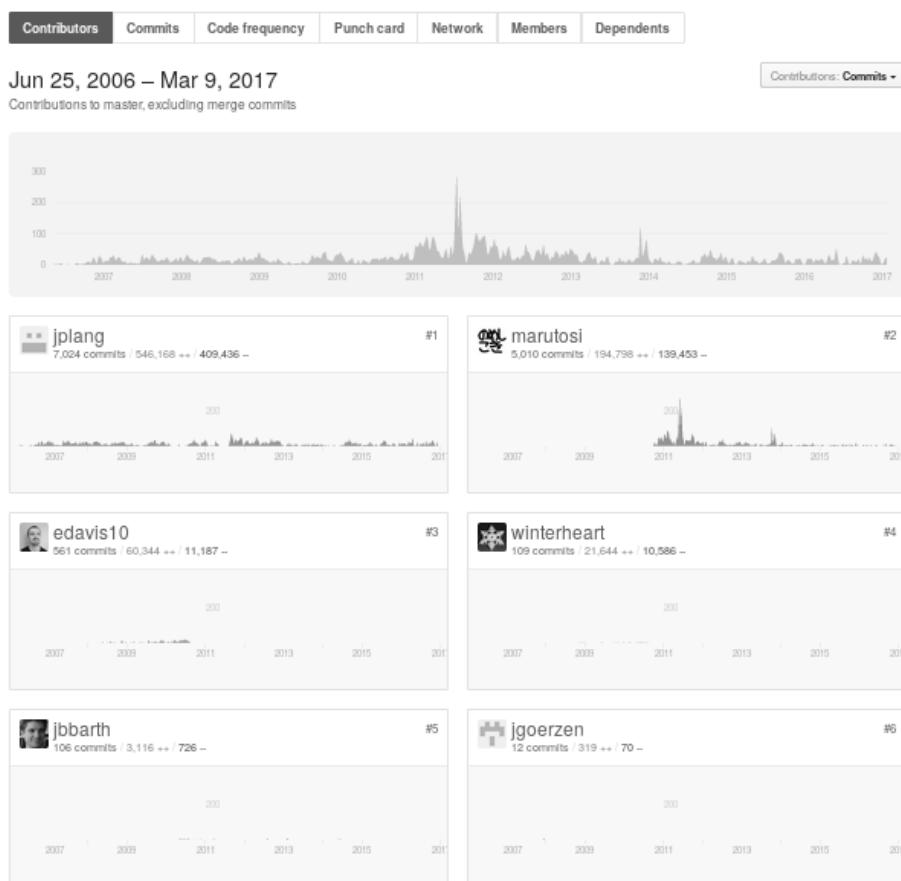 Contributors Commits Code frequency Punch card Network Members Dependents
Jun 25, 2006 – Mar 9, 2017
Contributions: Commits
Contributions to master, excluding merge commits
300
200
100
0
2007 2008 2009 2010 2011 2012 2013 2014 2015 2016 2017
jplang #1
7,024 commits / 546,168 ++ / 409,436 --
200
2007 2009 2011 2013 2015 201
marutosi #2
5,010 commits / 194,798 ++ / 139,453 --
200
2007 2009 2011 2013 2015 20
edavis10 #3
561 commits / 60,344 ++ / 11,187 --
200
2007 2009 2011 2013 2015 201
winterheart #4
109 commits / 21,644 ++ / 10,586 --
200
2007 2009 2011 2013 2015 20
jbbarth #5
106 commits / 3,116 ++ / 726 --
200
2007 2009 2011 2013 2015 201
jgoerzen #6
12 commits / 319 ++ / 70 --
200
2007 2009 2011 2013 2015 20